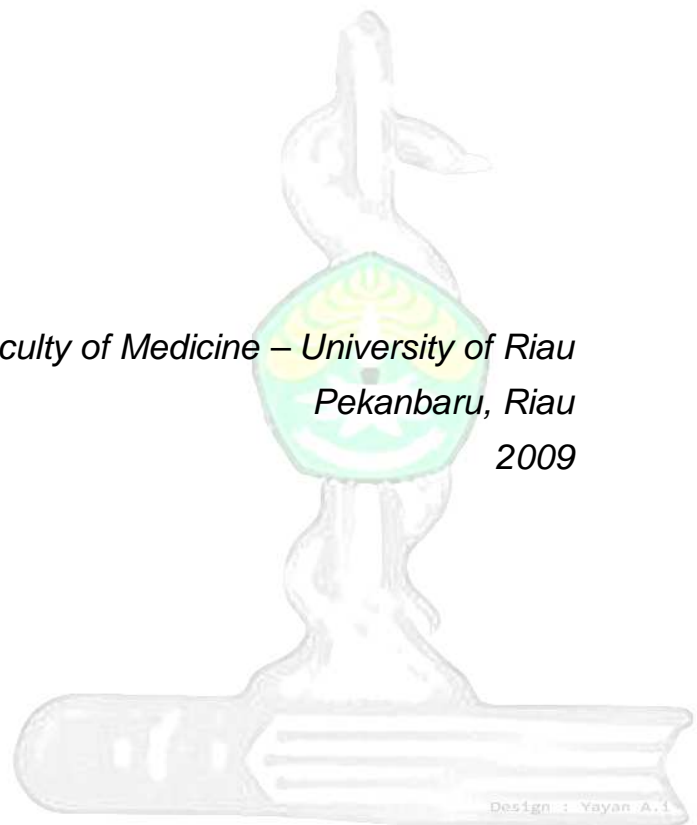 culty of Medicine – University of Riau
Pekanbaru, Riau
2009
Design : Yayan A.i